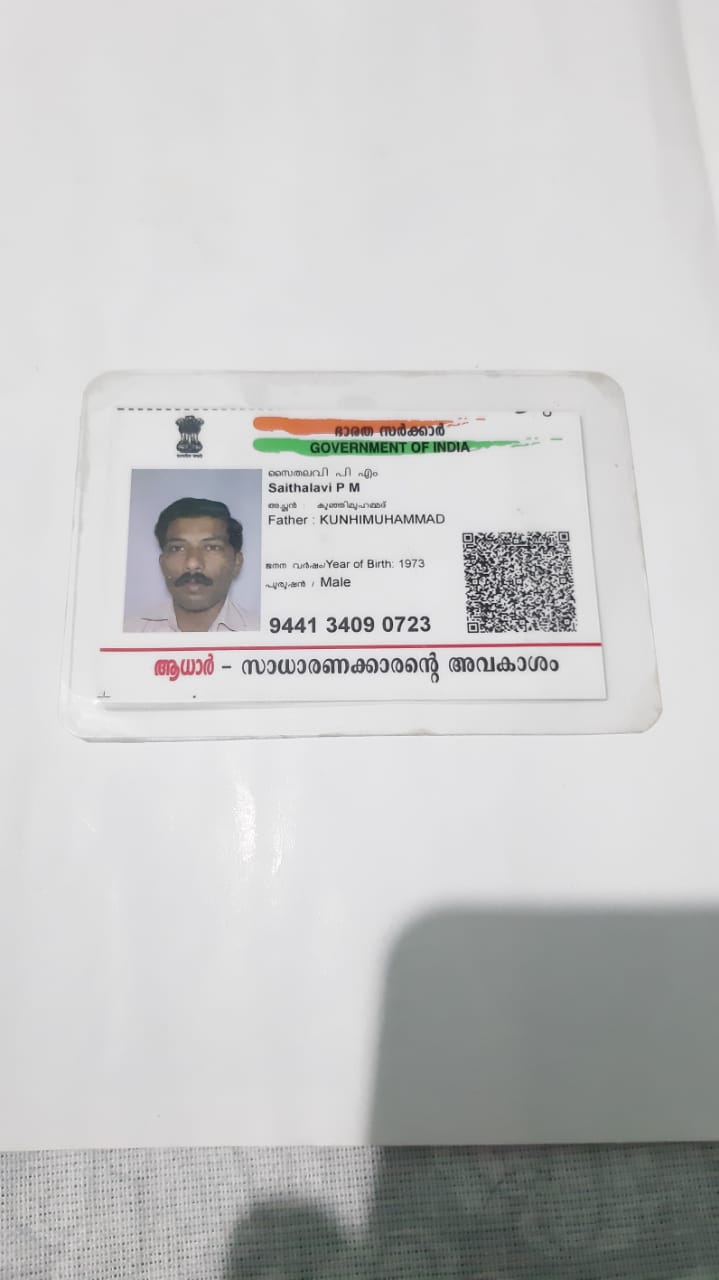 ഭാരത സർക്കാർ
GOVERNMENT OF INDIA
സൈതലവി പി എം
Saithalavi P M
അച്ഛൻ : കുഞ്ഞിമുഹമ്മദ്
Father : KUNHIMUHAMMAD
ജനന വർഷം/Year of Birth: 1973
പുരുഷൻ / Male
9441 3409 0723
ആധാർ – സാധാരണക്കാരന്റെ അവകാശം